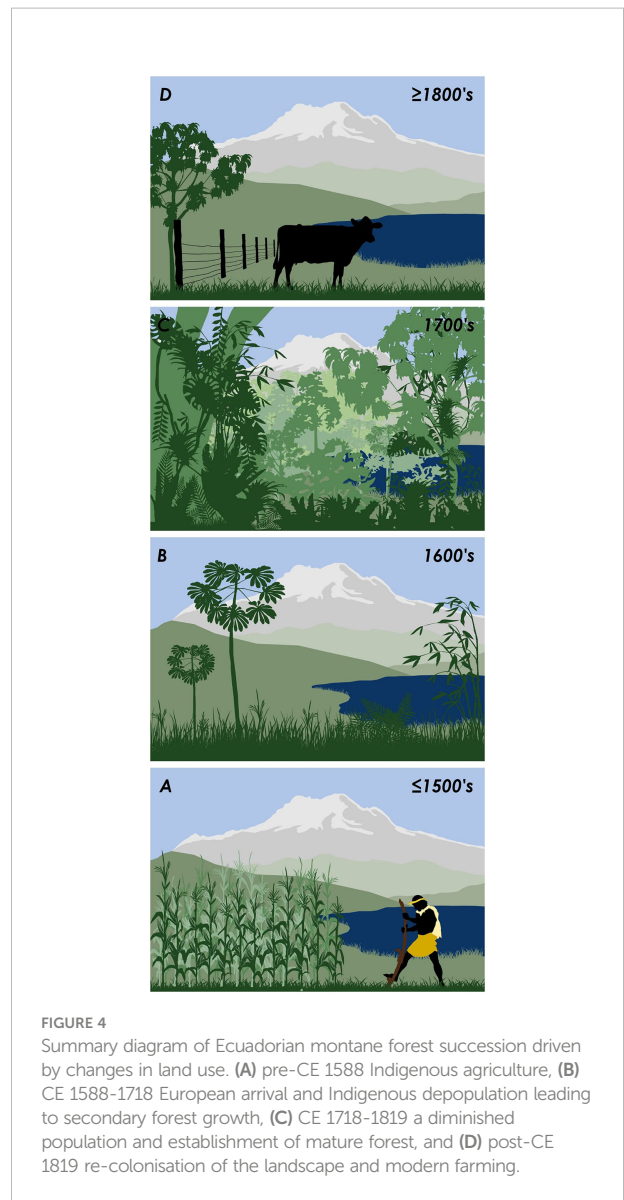 D ≥1800's
C 1700's
B 1600's
A ≤1500's
FIGURE 4
Summary diagram of Ecuadorian montane forest succession driven
by changes in land use. (A) pre-CE 1588 Indigenous agriculture, (B)
CE 1588-1718 European arrival and Indigenous depopulation leading
to secondary forest growth, (C) CE 1718-1819 a diminished
population and establishment of mature forest, and (D) post-CE
1819 re-colonisation of the landscape and modern farming.